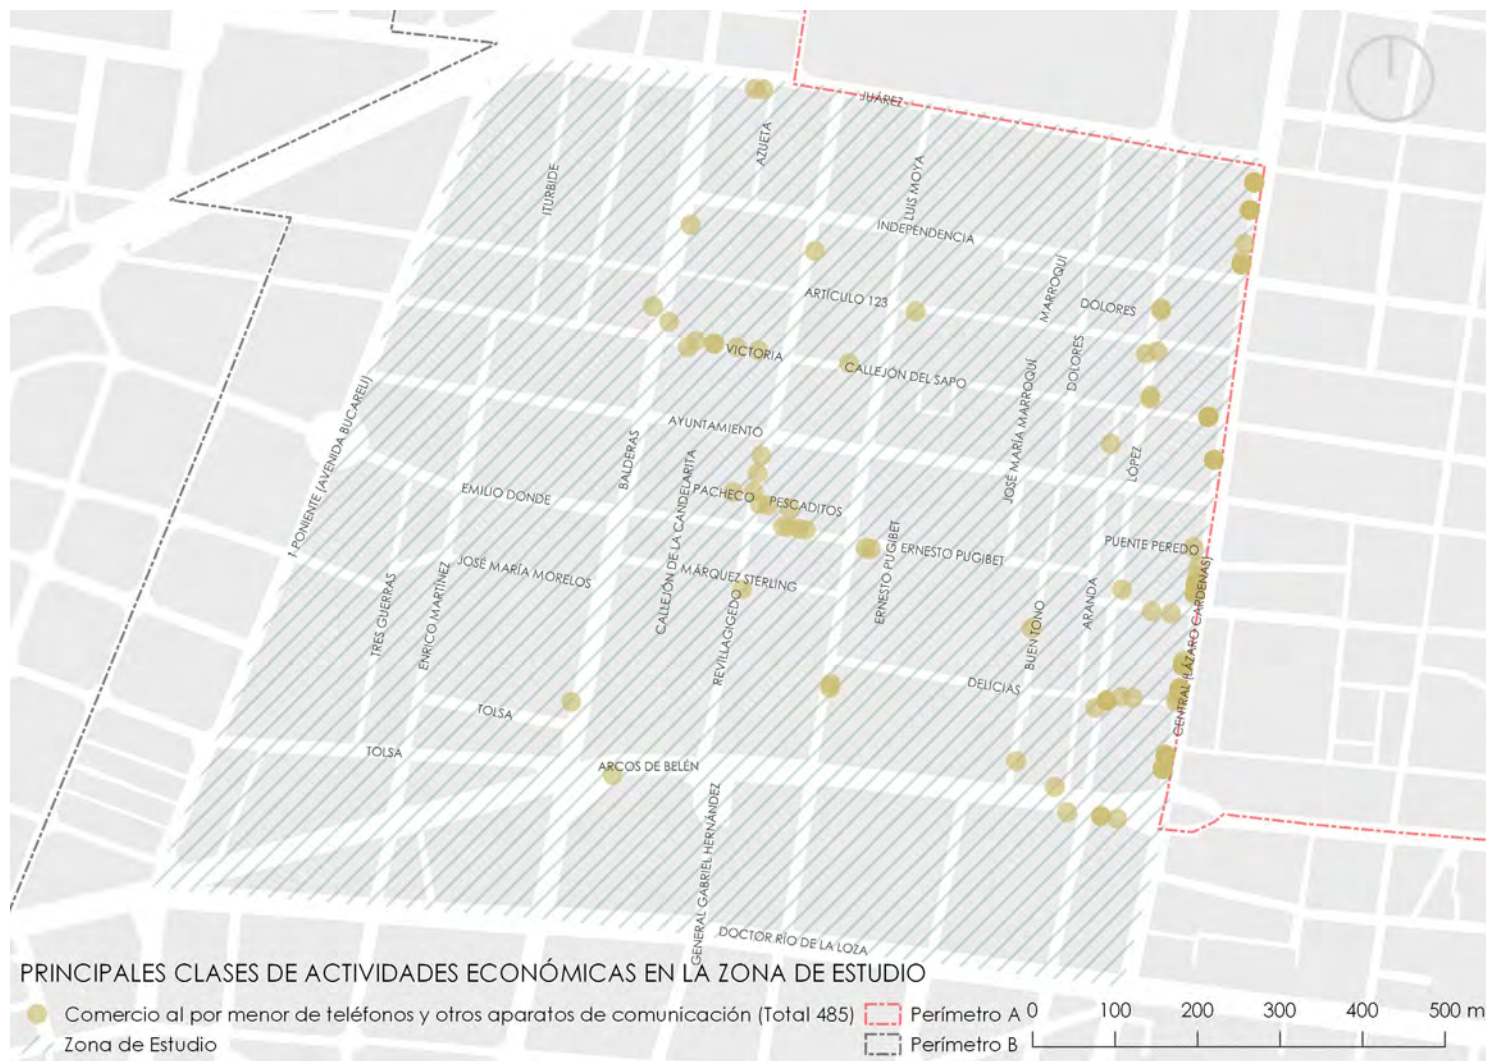 JUÁREZ
AZUETA
LUIS MOYA
ITURBIDE
INDEPENDENCIA
MARROQUÍ
ARTÍCULO 123
DOLORES
VICTORIA
CALLEJÓN DEL SAPO
DOLORES
JOSÉ MARÍA MARROQUÍ
1 PONIENTE (AVENIDA BUCARELI)
AYUNTAMIENTO
BALDERAS
LÓPEZ
CALLEJÓN DE LA CANDELARITA
EMILIO DONDE
PACHECO
PESCADITOS
ERNESTO PUGIBET
ERNESTO PUGIBET
PUENTE PEREDO
JOSÉ MARÍA MORELOS
MÁRQUEZ STERLING
TRES GUERRAS
ENRICO MARTÍNEZ
REVILLAGIGEDO
BUEN TONO
ARANDA
CENTRAL (LÁZARO CÁRDENAS)
DELICIAS
TOLSA
TOLSA
ARCOS DE BELÉN
GENERAL GABRIEL HERNÁNDEZ
DOCTOR RÍO DE LA LOZA
PRINCIPALES CLASES DE ACTIVIDADES ECONÓMICAS EN LA ZONA DE ESTUDIO
Comercio al por menor de teléfonos y otros aparatos de comunicación (Total 485)
Zona de Estudio
Perímetro A
Perímetro B
0 100 200 300 400 500 m